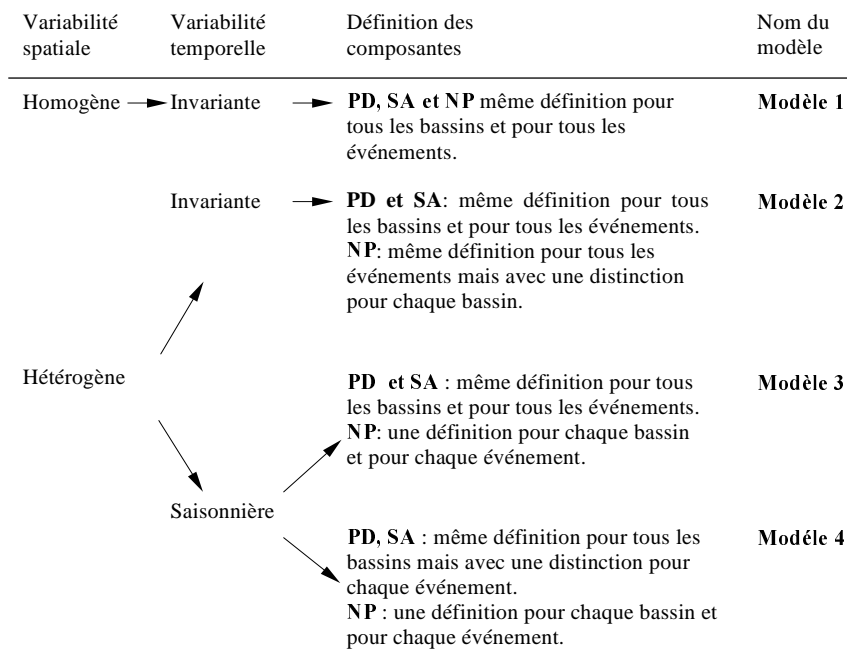 Variabilité spatiale
Variabilité temporelle
Définition des composantes
Nom du modèle
Homogène
Invariante
PD, SA et NP même définition pour
tous les bassins et pour tous les
événements.
Modèle 1
Invariante
PD et SA: même définition pour tous
les bassins et pour tous les événements.
NP: même définition pour tous les
événements mais avec une distinction
pour chaque bassin.
Modèle 2
Hétérogène
PD et SA : même définition pour tous
les bassins et pour tous les événements.
NP: une définition pour chaque bassin
et pour chaque événement.
Modèle 3
Saisonnière
PD, SA : même définition pour tous les
bassins mais avec une distinction pour
chaque événement.
NP : une définition pour chaque bassin et
pour chaque événement.
Modéle 4